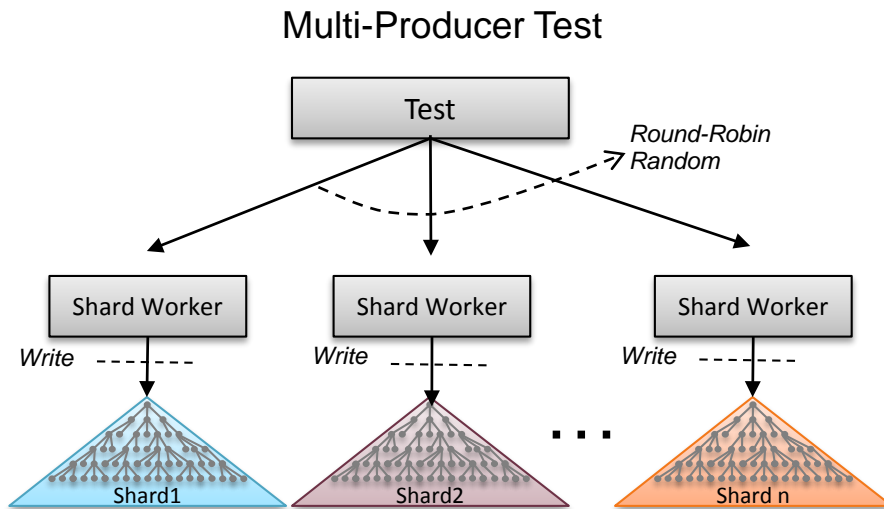 Multi-Producer Test
Test
Round-Robin
Random
Shard Worker
Shard Worker
Shard Worker
Write
Write
Write
...
Shard1
Shard2
Shard n